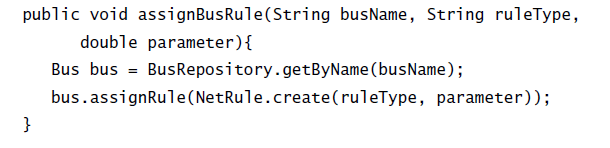 public void assignBusRule(String busName, String ruleType,
double parameter){
Bus bus = BusRepository.getByName(busName);
bus.assignRule(NetRule.create(ruleType, parameter));
}